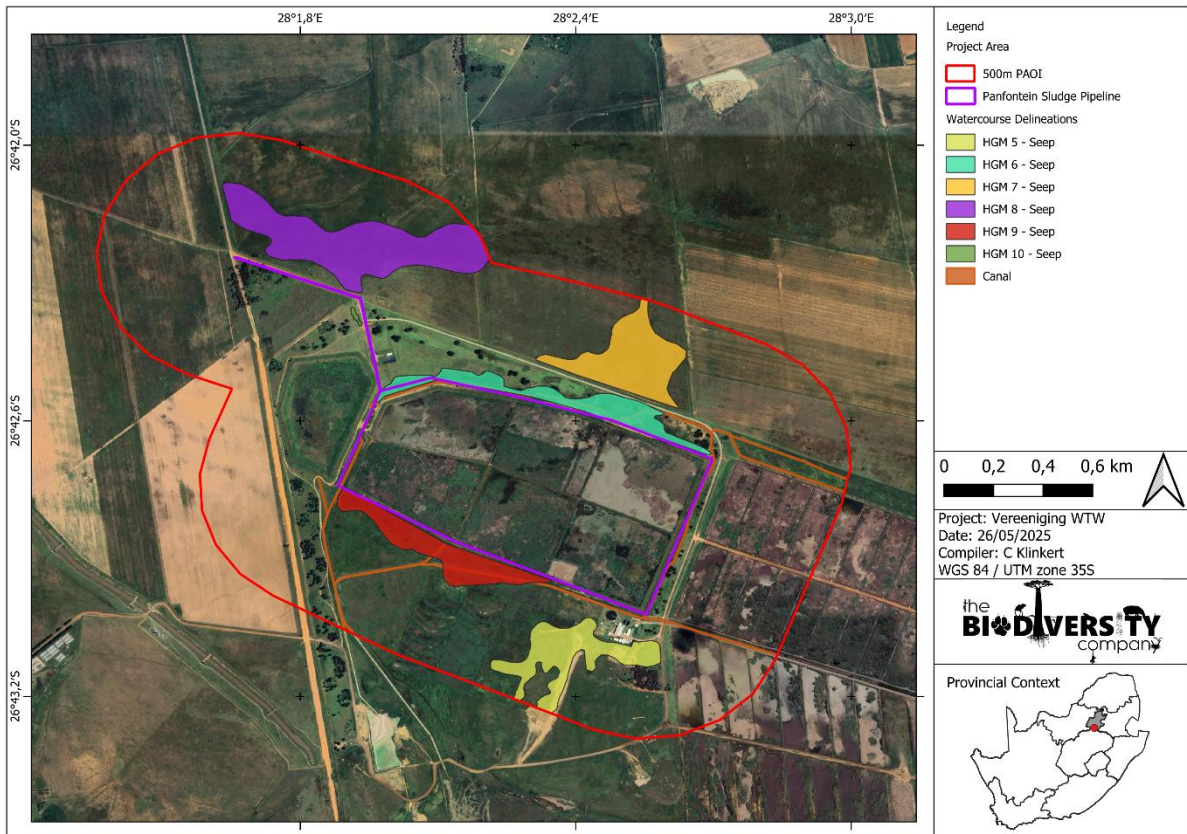 28°1,8'E
28°2,4'E
28°3,0'E
26°42,0'S
26°42,6'S
26°43,2'S
Legend
Project Area
500m PAOI
Panfontein Sludge Pipeline
Watercourse Delineations
HGM 5 - Seep
HGM 6 - Seep
HGM 7 - Seep
HGM 8 - Seep
HGM 9 - Seep
HGM 10 - Seep
Canal
0 0,2 0,4 0,6 km
Project: Vereeniging WTW
Date: 26/05/2025
Compiler: C Klinkert
WGS 84 / UTM zone 35S
the
BIODIVERSITY
company
Provincial Context